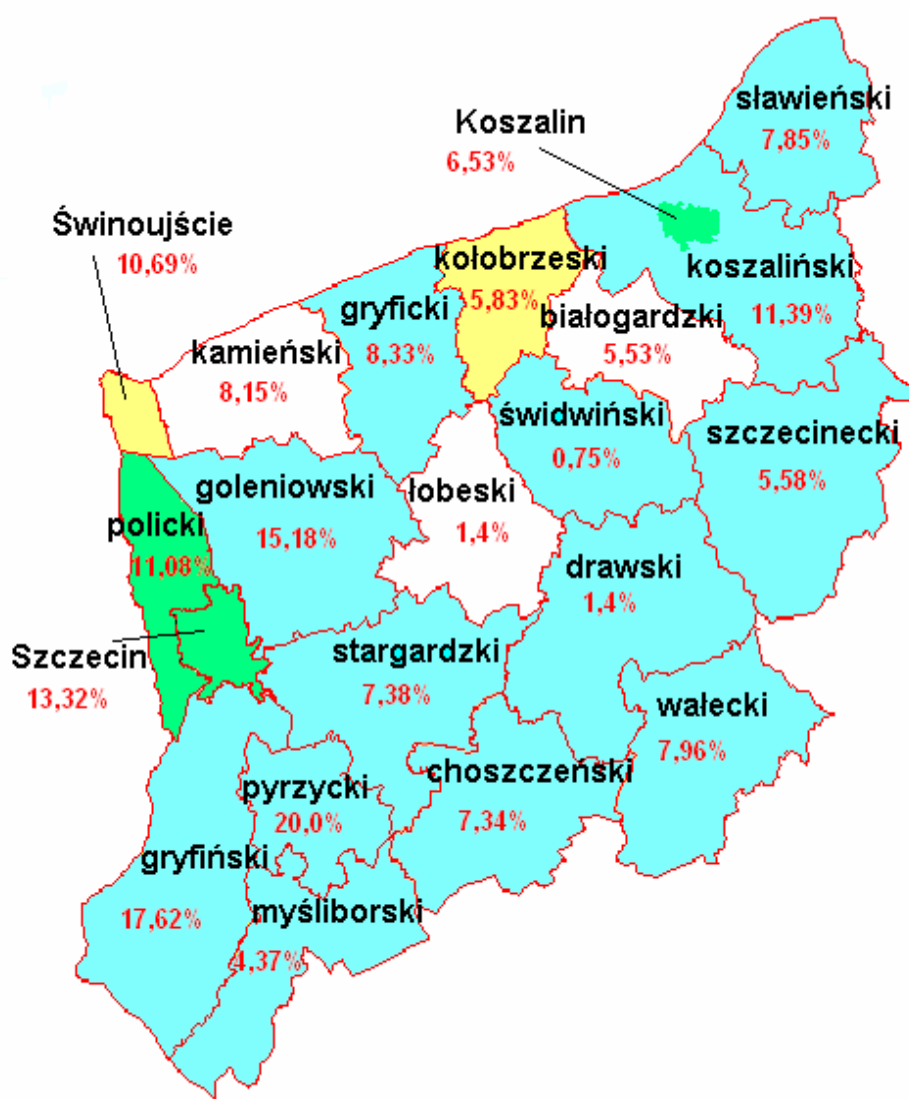 sławieński
7,85%
Koszalin
6,53%
Świnoujście
10,69%
kołobrzeski
5,83%
koszaliński
11,39%
gryficki
8,33%
białogardzki
5,53%
kamieński
8,15%
świdwiński
0,75%
szczecinecki
5,58%
goleniowski
15,18%
łobeski
1,4%
policki
11,08%
drawski
1,4%
Szczecin
13,32%
stargardzki
7,38%
wałecki
7,96%
pyrzycki
20,0%
choszczeński
7,34%
gryfiński
17,62%
myśliborski
4,37%